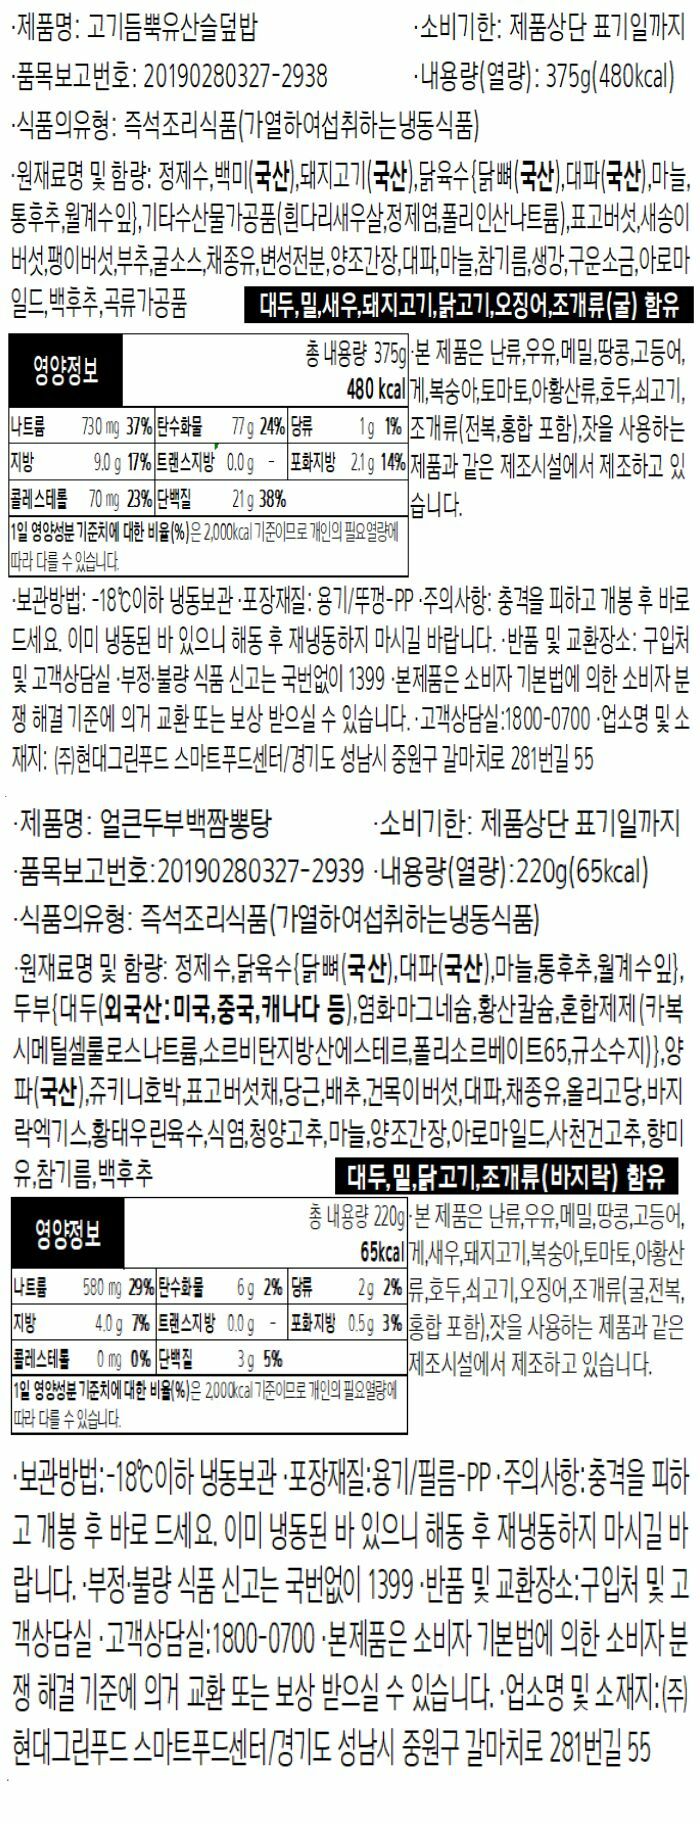 ·제품명: 고기듬뿍유산슬덮밥 ·소비기한: 제품상단 표기일까지
·품목보고번호: 20190280327-2938 ·내용량(열량): 375g(480kcal)
·식품의유형: 즉석조리식품(가열하여섭취하는냉동식품)
·원재료명 및 함량: 정제수,백미(국산),돼지고기(국산),닭육수{닭뼈(국산),대파(국산),마늘,
통후추,월계수잎},기타수산물가공품(흰다리새우살,정제염,폴리인산나트륨),표고버섯,새송이
버섯,팽이버섯,부추,굴소스,채종유,변성전분,양조간장,대파,마늘,참기름,생강,구운소금,아로마
일드,백후추,곡류가공품 대두,밀,새우,돼지고기,닭고기,오징어,조개류(굴) 함유
영양정보
총 내용량 375g
480 kcal
나트륨 730 mg 37% 탄수화물 77 g 24% 당류 1 g 1%
지방 9.0 g 17% 트랜스지방 0.0 g - 포화지방 2.1 g 14%
콜레스테롤 70 mg 23% 단백질 21 g 38%
1일 영양성분 기준치에 대한 비율(%)은 2,000kcal 기준이므로 개인의 필요열량에
따라 다를 수 있습니다.
·본 제품은 난류,우유,메밀,땅콩,고등어,
게,복숭아,토마토,아황산류,호두,쇠고기,
조개류(전복,홍합 포함),잣을 사용하는
제품과 같은 제조시설에서 제조하고 있
습니다.
·보관방법: -18℃이하 냉동보관 ·포장재질: 용기/뚜껑-PP ·주의사항: 충격을 피하고 개봉 후 바로
드세요. 이미 냉동된 바 있으니 해동 후 재냉동하지 마시길 바랍니다. ·반품 및 교환장소: 구입처
및 고객상담실 ·부정·불량 식품 신고는 국번없이 1399 ·본제품은 소비자 기본법에 의한 소비자 분
쟁 해결 기준에 의거 교환 또는 보상 받으실 수 있습니다. ·고객상담실:1800-0700 ·업소명 및 소
재지: (주)현대그린푸드 스마트푸드센터/경기도 성남시 중원구 갈마치로 281번길 55
·제품명: 얼큰두부백짬뽕탕 ·소비기한: 제품상단 표기일까지
·품목보고번호:20190280327-2939 ·내용량(열량):220g(65kcal)
·식품의유형: 즉석조리식품(가열하여섭취하는냉동식품)
·원재료명 및 함량: 정제수,닭육수{닭뼈(국산),대파(국산),마늘,통후추,월계수잎},
두부{대두(외국산:미국,중국,캐나다 등),염화마그네슘,황산칼슘,혼합제제(카복
시메틸셀룰로스나트륨,소르비탄지방산에스테르,폴리소르베이트65,규소수지)},양
파(국산),쥬키니호박,표고버섯채,당근,배추,건목이버섯,대파,채종유,올리고당,바지
락엑기스,황태우린육수,식염,청양고추,마늘,양조간장,아로마일드,사천건고추,향미
유,참기름,백후추 대두,밀,닭고기,조개류(바지락) 함유
영양정보
총 내용량 220g
65kcal
나트륨 580 mg 29% 탄수화물 6 g 2% 당류 2 g 2%
지방 4.0 g 7% 트랜스지방 0.0 g - 포화지방 0.5 g 3%
콜레스테롤 0 mg 0% 단백질 3 g 5%
1일 영양성분 기준치에 대한 비율(%)은 2,000kcal 기준이므로 개인의 필요열량에
따라 다를 수 있습니다.
·본 제품은 난류,우유,메밀,땅콩,고등어,
게,새우,돼지고기,복숭아,토마토,아황산
류,호두,쇠고기,오징어,조개류(굴,전복,
홍합 포함),잣을 사용하는 제품과 같은
제조시설에서 제조하고 있습니다.
·보관방법:-18℃이하 냉동보관 ·포장재질:용기/필름-PP ·주의사항:충격을 피하
고 개봉 후 바로 드세요. 이미 냉동된 바 있으니 해동 후 재냉동하지 마시길 바
랍니다. ·부정·불량 식품 신고는 국번없이 1399 ·반품 및 교환장소:구입처 및 고
객상담실 ·고객상담실:1800-0700 ·본제품은 소비자 기본법에 의한 소비자 분
쟁 해결 기준에 의거 교환 또는 보상 받으실 수 있습니다. ·업소명 및 소재지:(주)
현대그린푸드 스마트푸드센터/경기도 성남시 중원구 갈마치로 281번길 55